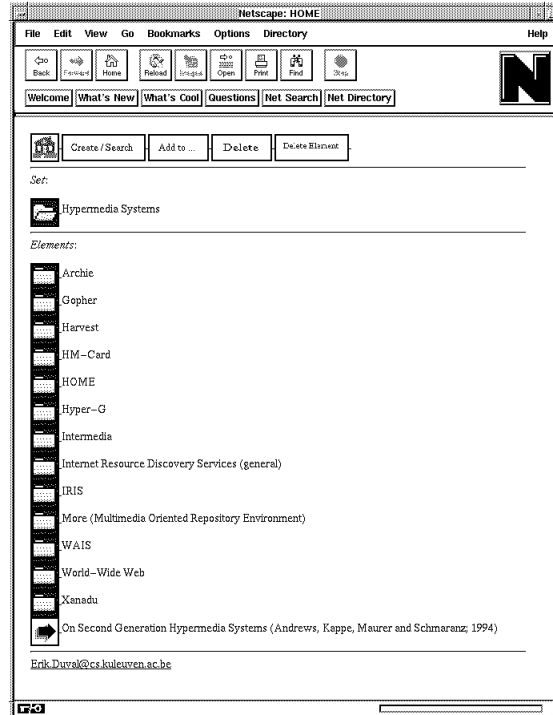 Netscape: HOME
File Edit View Go Bookmarks Options Directory Help
Back Forward Home Reload Images Open Print Find Stop
Welcome What's New What's Cool Questions Net Search Net Directory
N
Create / Search Add to ... Delete Delete Element
Set:
Hypermedia Systems
Elements:
Archie
Gopher
Harvest
HM-Card
HOME
Hyper-G
Intermedia
Internet Resource Discovery Services (general)
IRIS
More (Multimedia Oriented Repository Environment)
WAIS
World-Wide Web
Xanadu
On Second Generation Hypermedia Systems (Andrews, Kappe, Maurer and Schmaranz; 1994)
Erik.Duval@cs.kuleuven.ac.be